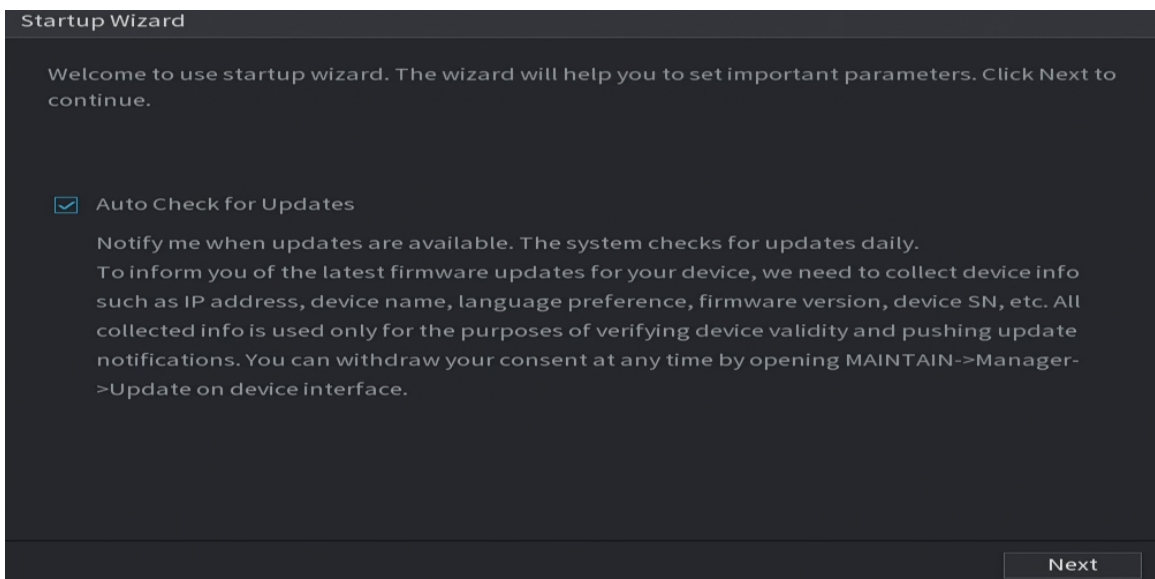 Startup Wizard
Welcome to use startup wizard. The wizard will help you to set important parameters. Click Next to
continue.
Auto Check for Updates
Notify me when updates are available. The system checks for updates daily.
To inform you of the latest firmware updates for your device, we need to collect device info
such as IP address, device name, language preference, firmware version, device SN, etc. All
collected info is used only for the purposes of verifying device validity and pushing update
notifications. You can withdraw your consent at any time by opening MAINTAIN->Manager-
>Update on device interface.
Next